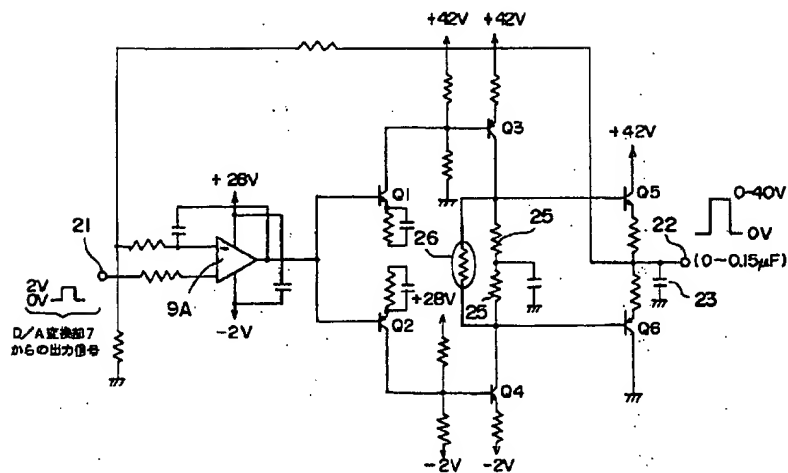 +42V +42V
Q3
+42V
+28V
Q1
Q5
0-40V
0V
21
25
22
26
(0~0.15μF)
2V
0V
9A
-2V
+28V
25
23
D/A変換部7
からの出力信号
Q2
Q6
Q4
-2V -2V